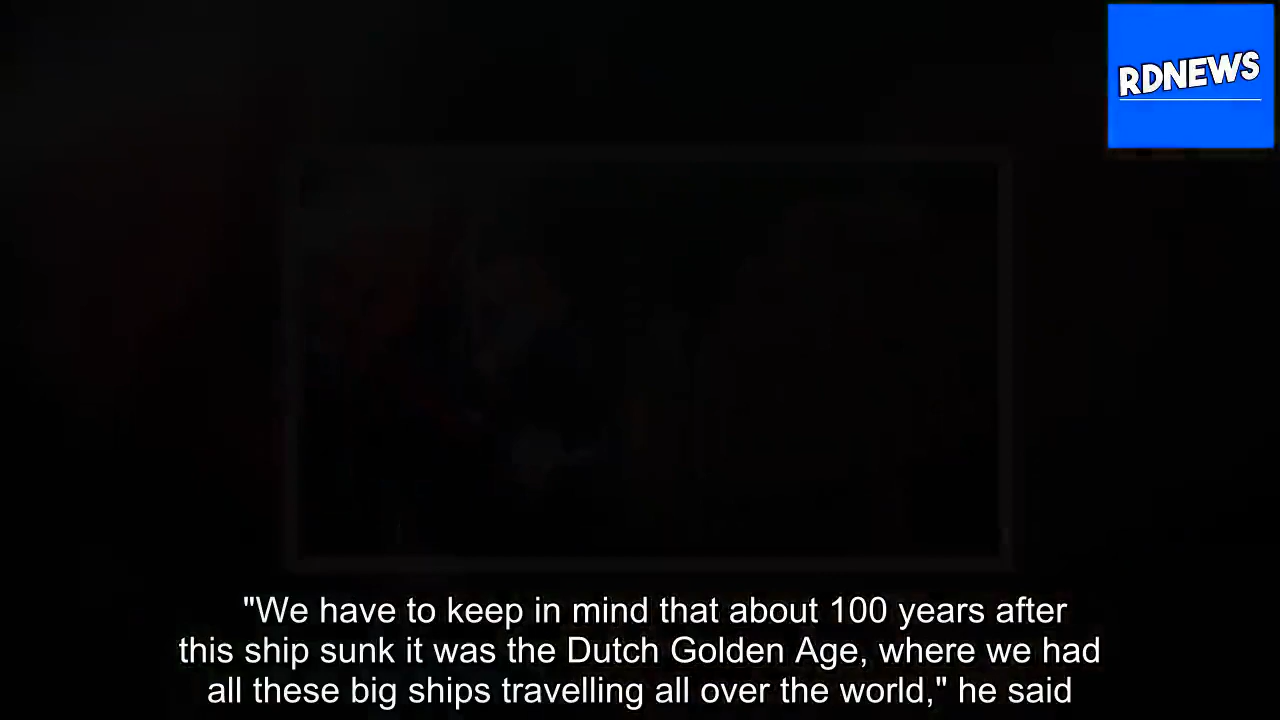 RDNEWS
"We have to keep in mind that about 100 years after
this ship sunk it was the Dutch Golden Age, where we had
all these big ships travelling all over the world," he said